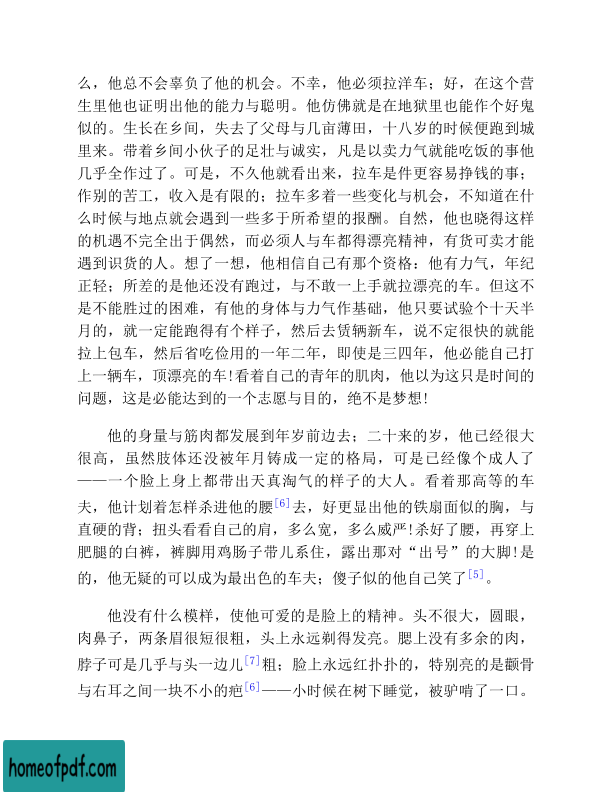 么，他总不会辜负了他的机会。不幸，他必须拉洋车；好，在这个营
生里他也证明出他的能力与聪明。他仿佛就是在地狱里也能作个好鬼
似的。生长在乡间，失去了父母与几亩薄田，十八岁的时候便跑到城
里来。带着乡间小伙子的足壮与诚实，凡是以卖力气就能吃饭的事他
几乎全作过了。可是，不久他就看出来，拉车是件更容易挣钱的事；
作别的苦工，收入是有限的；拉车多着一些变化与机会，不知道在什
么时候与地点就会遇到一些多于所希望的报酬。自然，他也晓得这样
的机遇不完全出于偶然，而必须人与车都得漂亮精神，有货可卖才能
遇到识货的人。想了一想，他相信自己有那个资格：他有力气，年纪
正轻；所差的是他还没有跑过，与不敢一上手就拉漂亮的车。但这不
是不能胜过的困难，有他的身体与力气作基础，他只要试验个十天半
月的，就一定能跑得有个样子，然后去赁辆新车，说不定很快的就能
拉上包车，然后省吃俭用的一年二年，即使是三四年，他必能自己打
上一辆车，顶漂亮的车!看着自己的青年的肌肉，他以为这只是时间的
问题，这是必能达到的一个志愿与目的，绝不是梦想!
他的身量与筋肉都发展到年岁前边去；二十来的岁，他已经很大
很高，虽然肢体还没被年月铸成一定的格局，可是已经像个成人了
——一个脸上身上都带出天真淘气的样子的大人。看着那高等的车
夫，他计划着怎样杀进他的腰[6]去，好更显出他的铁扇面似的胸，与
直硬的背；扭头看看自己的肩，多么宽，多么威严!杀好了腰，再穿上
肥腿的白裤，裤脚用鸡肠子带儿系住，露出那对“出号”的大脚!是
的，他无疑的可以成为最出色的车夫；傻子似的他自己笑了[5]。
他没有什么模样，使他可爱的是脸上的精神。头不很大，圆眼，
肉鼻子，两条眉很短很粗，头上永远剃得发亮。腮上没有多余的肉，
脖子可是几乎与头一边儿[7]粗；脸上永远红扑扑的，特别亮的是颧骨
与右耳之间一块不小的疤[6]——小时候在树下睡觉，被驴啃了一口。
homeofpdf.com